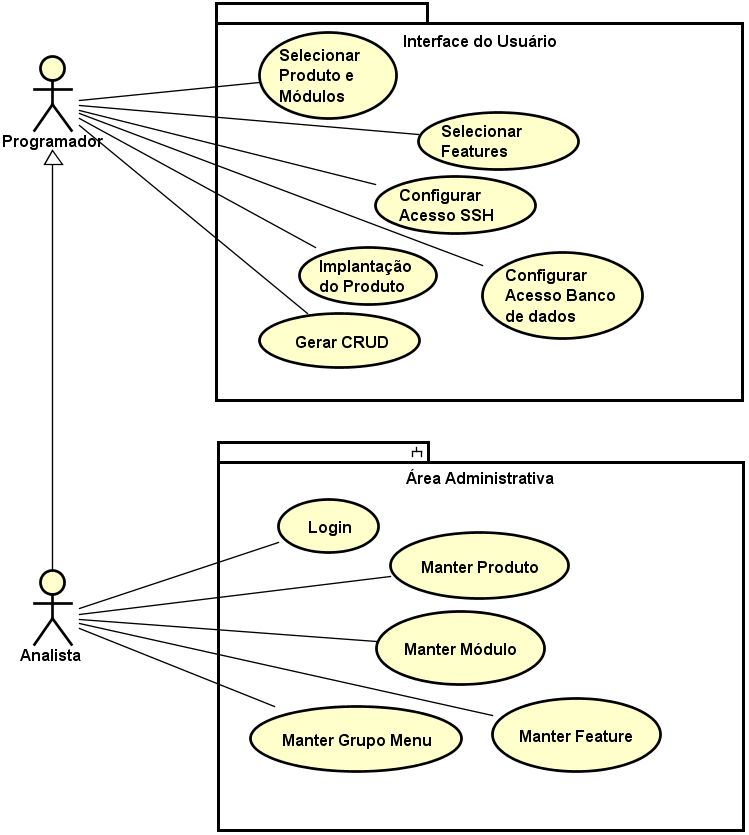 Interface do Usuário
Selecionar
Produto e
Módulos
Programador
Selecionar
Features
Configurar
Acesso SSH
Implantação
do Produto
Configurar
Acesso Banco
de dados
Gerar CRUD
Área Administrativa
Login
Manter Produto
Analista
Manter Módulo
Manter Grupo Menu
Manter Feature